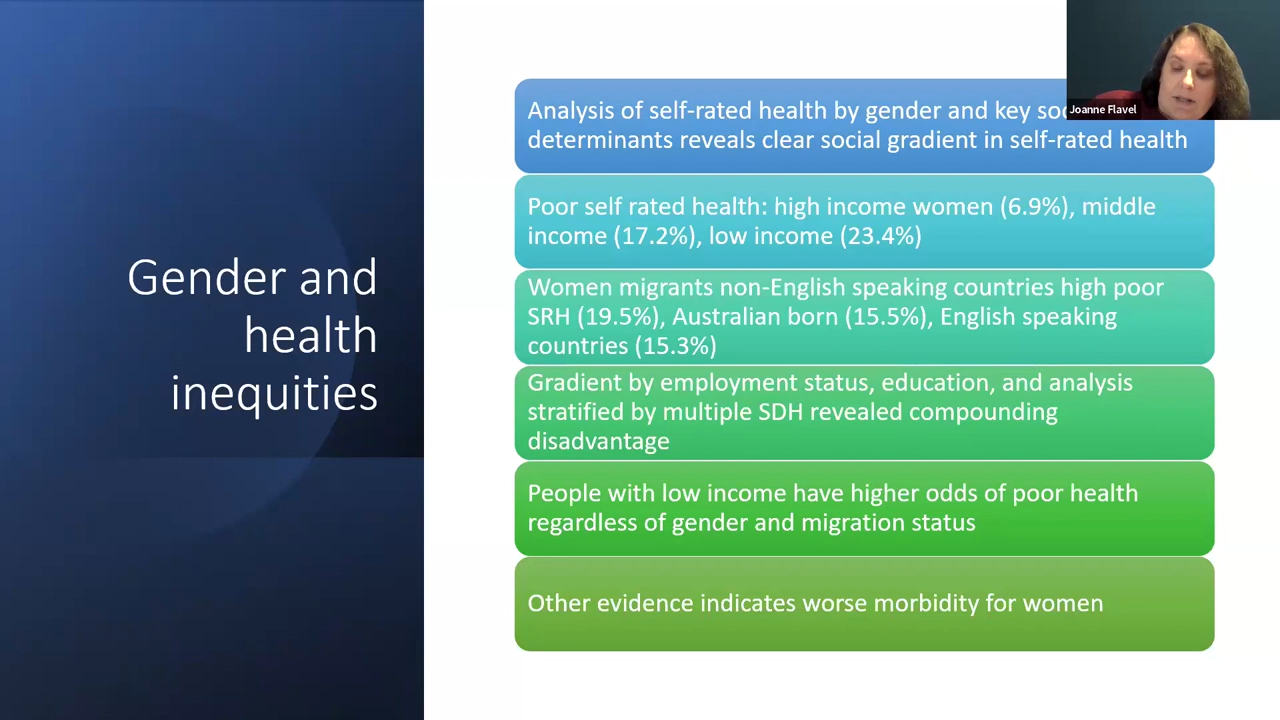 Gender and
health
inequities
Analysis of self-rated health by gender and key
determinants reveals clear social gradient in self-rated health
Poor self rated health: high income women (6.9%), middle
income (17.2%), low income (23.4%)
Women migrants non-English speaking countries high poor
SRH (19.5%), Australian born (15.5%), English speaking
countries (15.3%)
Gradient by employment status, education, and analysis
stratified by multiple SDH revealed compounding
disadvantage
People with low income have higher odds of poor health
regardless of gender and migration status
Other evidence indicates worse morbidity for women
Joanne Flavel